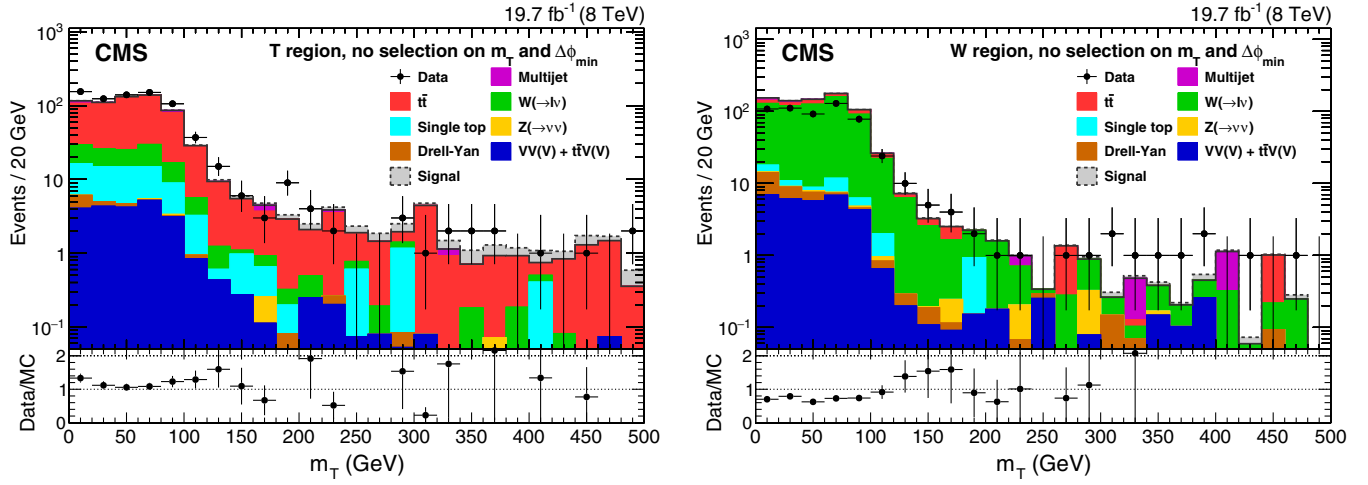 19.7 fb⁻¹ (8 TeV)
CMS
T region, no selection on m_T and Δϕ_min
Data
Multijet
tt̄
W(→lν)
Single top
Z(→νν)
Drell-Yan
VV(V) + tt̄V(V)
Signal
Events / 20 GeV
10³
10²
10
1
10⁻¹
Data/MC
2
1
0
0 50 100 150 200 250 300 350 400 450 500
m_T (GeV)
19.7 fb⁻¹ (8 TeV)
CMS
W region, no selection on m_T and Δϕ_min
Data
Multijet
tt̄
W(→lν)
Single top
Z(→νν)
Drell-Yan
VV(V) + tt̄V(V)
Signal
Events / 20 GeV
10³
10²
10
1
10⁻¹
Data/MC
2
1
0
0 50 100 150 200 250 300 350 400 450 500
m_T (GeV)